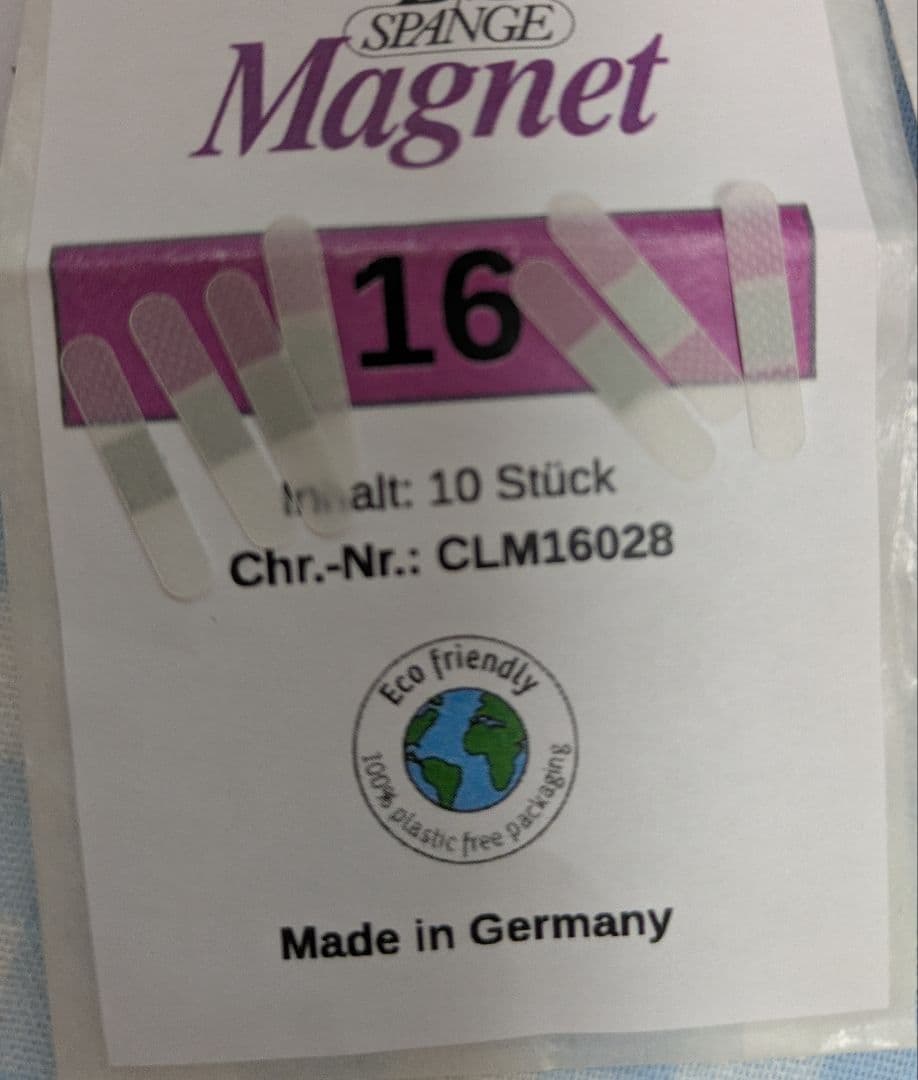 SPANGE
Magnet
16
Inhalt: 10 Stück
Chr.-Nr.: CLM16028
Eco friendly
100% plastic free packaging
Made in Germany